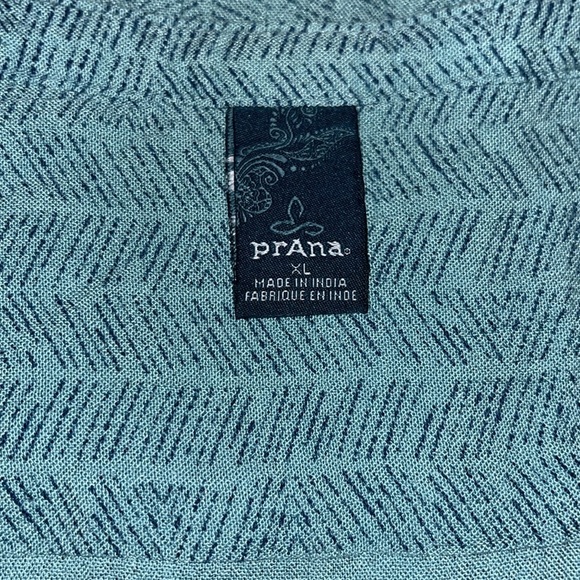 prAna
XL
MADE IN INDIA
FABRIQUE EN INDE